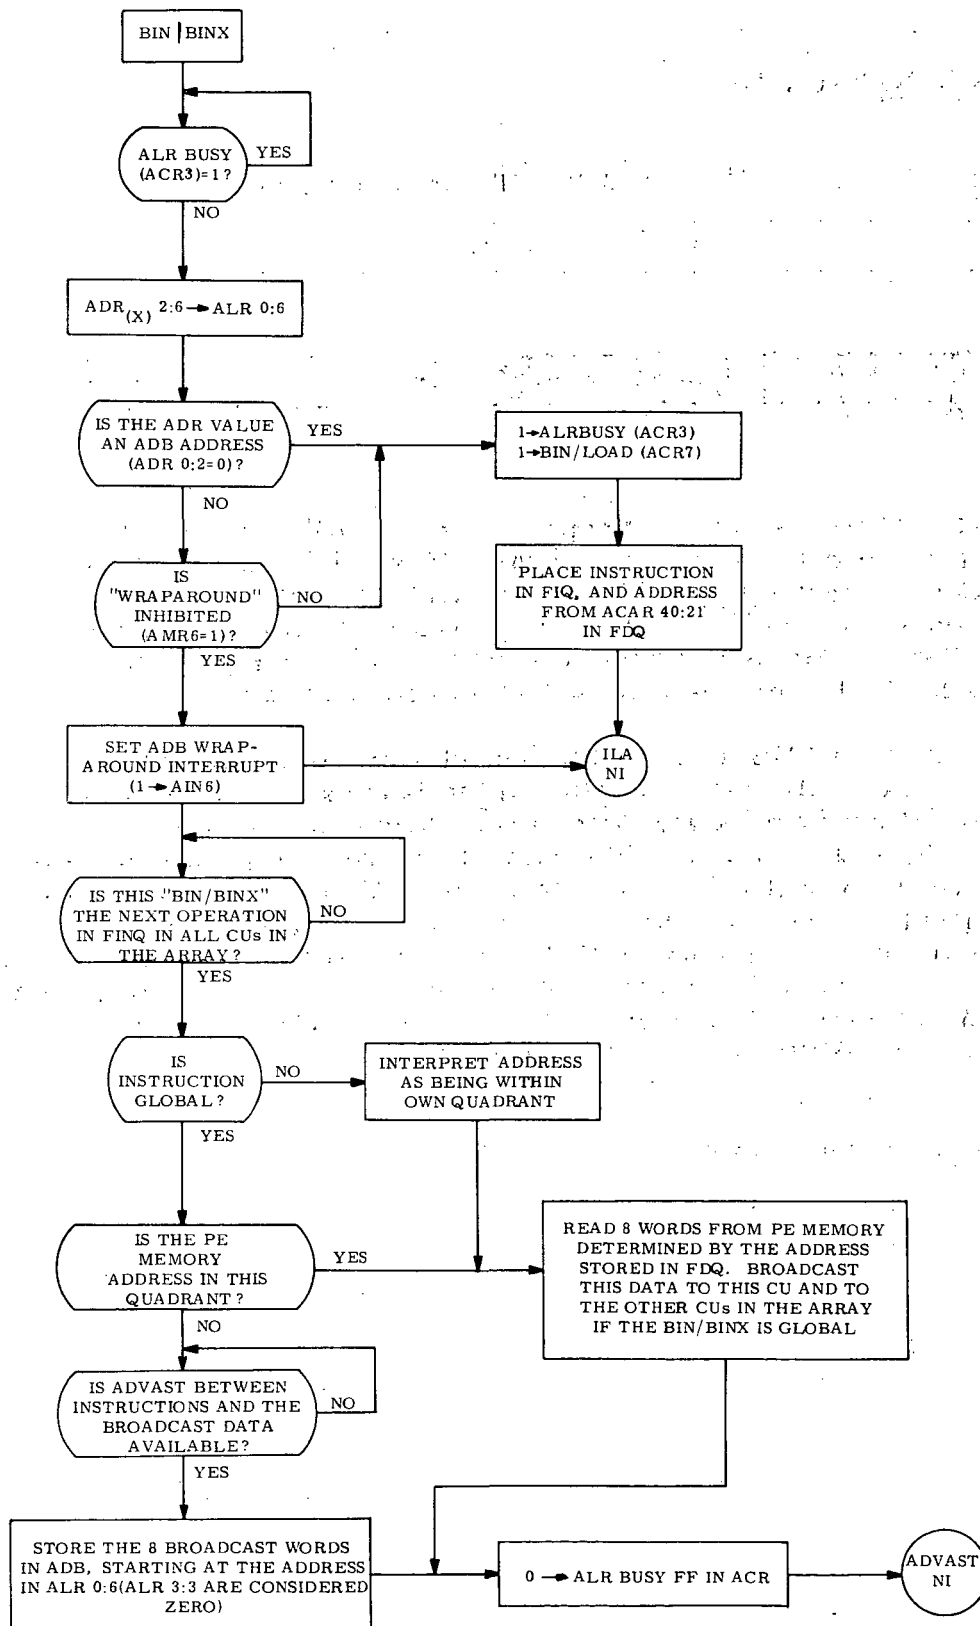 BIN | BINX
ALR BUSY
(ACR3)=1?
YES
NO
ADR(X) 2:6→ALR 0:6
IS THE ADR VALUE
AN ADB ADDRESS
(ADR 0:2=0)?
YES
NO
1→ALRBUSY (ACR3)
1→BIN/LOAD (ACR7)
IS
"WRAPAROUND"
INHIBITED
(AMR6=1)?
NO
YES
PLACE INSTRUCTION
IN FIQ, AND ADDRESS
FROM ACAR 40:21
IN FDQ
SET ADB WRAP-
AROUND INTERRUPT
(1→AIN6)
ILA
NI
IS THIS "BIN/BINX"
THE NEXT OPERATION
IN FINQ IN ALL CUs IN
THE ARRAY?
NO
YES
IS
INSTRUCTION
GLOBAL?
NO
YES
INTERPRET ADDRESS
AS BEING WITHIN
OWN QUADRANT
IS THE PE
MEMORY
ADDRESS IN THIS
QUADRANT?
YES
NO
READ 8 WORDS FROM PE MEMORY
DETERMINED BY THE ADDRESS
STORED IN FDQ. BROADCAST
THIS DATA TO THIS CU AND TO
THE OTHER CUs IN THE ARRAY
IF THE BIN/BINX IS GLOBAL
IS ADVAST BETWEEN
INSTRUCTIONS AND THE
BROADCAST DATA
AVAILABLE?
NO
YES
STORE THE 8 BROADCAST WORDS
IN ADB, STARTING AT THE ADDRESS
IN ALR 0:6(ALR 3:3 ARE CONSIDERED
ZERO)
0→ALR BUSY FF IN ACR
ADVAST
NI